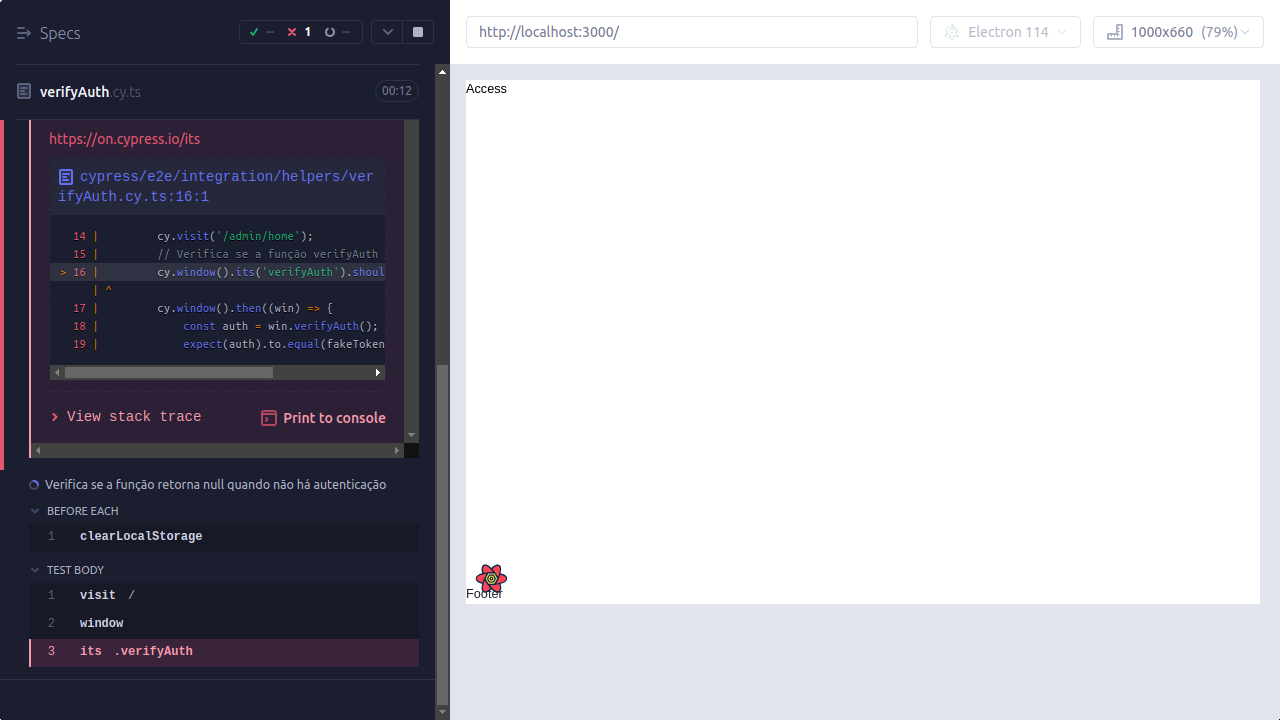 Specs
-- 1 --
http://localhost:3000/
Electron 114
1000x660 (79%)
verifyAuth.cy.ts
00:12
https://on.cypress.io/its
cypress/e2e/integration/helpers/ver
ifyAuth.cy.ts:16:1
14 | cy.visit('/admin/home');
15 | // Verifica se a função verifyAuth
> 16 | cy.window().its('verifyAuth').shoul
| ^
17 | cy.window().then((win) => {
18 | const auth = win.verifyAuth();
19 | expect(auth).to.equal(fakeToken
View stack trace
Print to console
Verifica se a função retorna null quando não há autenticação
BEFORE EACH
1 clearLocalStorage
TEST BODY
1 visit /
2 window
3 its .verifyAuth
Access
Footer